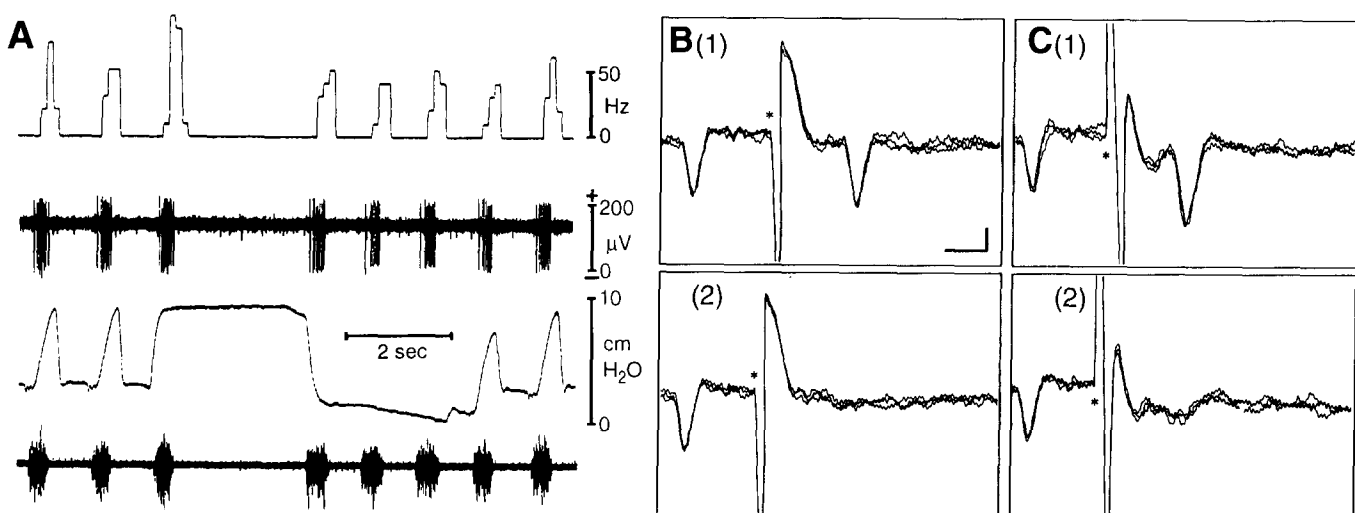 A
50
Hz
0
+
200
µV
0
−
10
cm
H₂O
0
2 sec
B(1)
*
(2)
*
C(1)
*
(2)
*